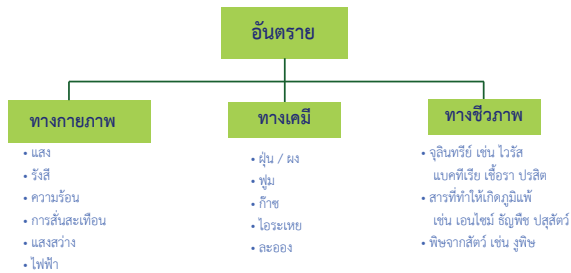 อันตราย
ทางกายภาพ
• แสง
• รังสี
• ความร้อน
• การสั่นสะเทือน
• แสงสว่าง
• ไฟฟ้า
ทางเคมี
• ฝุ่น / ผง
• ฟูม
• ก๊าซ
• ไอระเหย
• ละออง
ทางชีวภาพ
• จุลินทรีย์ เช่น ไวรัส
แบคทีเรีย เชื้อรา ปรสิต
• สารที่ทำให้เกิดภูมิแพ้
เช่น เอนไซม์ ธัญพืช ปสุสัตว์
• พิษจากสัตว์ เช่น งูพิษ